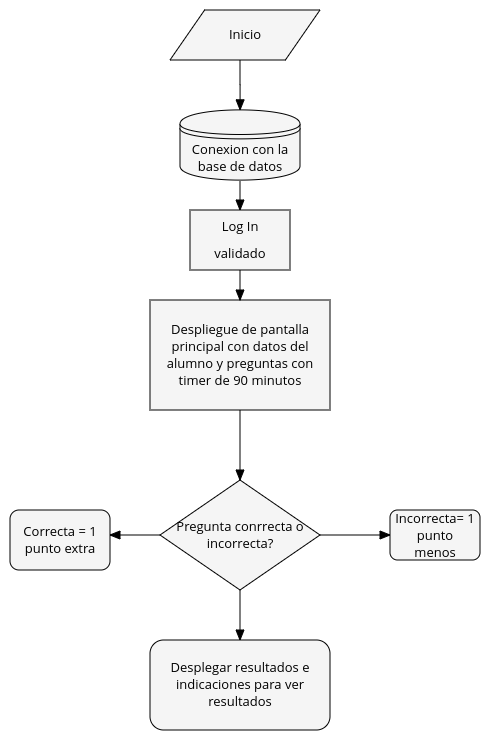 Inicio
Conexion con la
base de datos
Log In
validado
Despliegue de pantalla
principal con datos del
alumno y preguntas con
timer de 90 minutos
Pregunta conrrecta o
incorrecta?
Correcta = 1
punto extra
Incorrecta= 1
punto
menos
Desplegar resultados e
indicaciones para ver
resultados